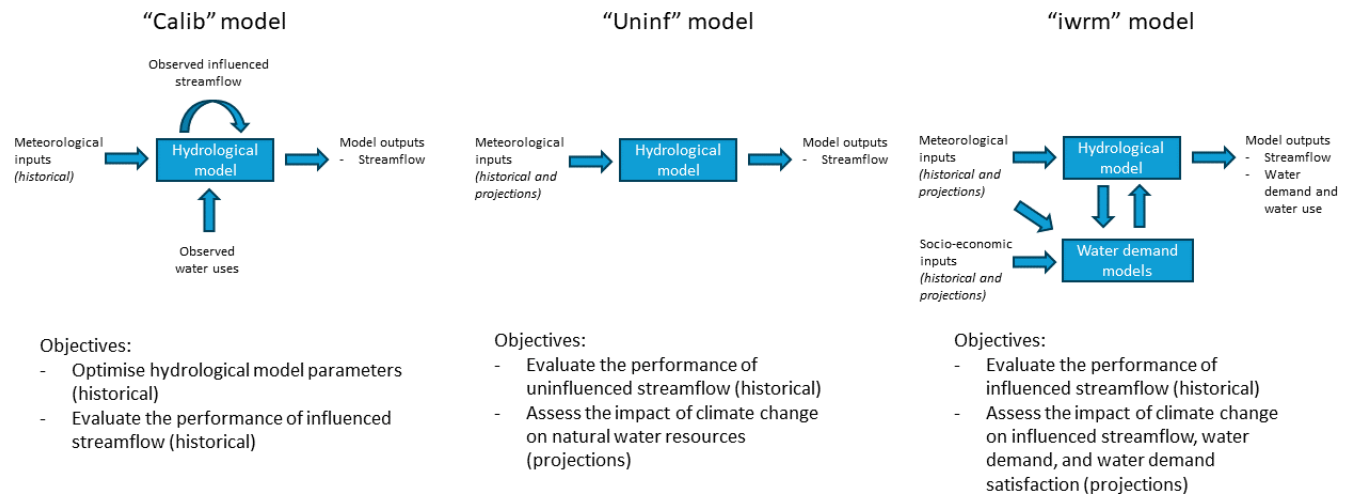 “Calib” model
Observed influenced
streamflow
Meteorological
inputs
(historical)
Hydrological
model
Model outputs
- Streamflow
Observed
water uses
Objectives:
- Optimise hydrological model parameters
(historical)
- Evaluate the performance of influenced
streamflow (historical)
“Uninf” model
Meteorological
inputs
(historical and
projections)
Hydrological
model
Model outputs
- Streamflow
Objectives:
- Evaluate the performance of
uninfluenced streamflow (historical)
- Assess the impact of climate change
on natural water resources
(projections)
“iwrm” model
Meteorological
inputs
(historical and
projections)
Hydrological
model
Model outputs
- Streamflow
- Water
demand and
water use
Socio-economic
inputs
(historical and
projections)
Water demand
models
Objectives:
- Evaluate the performance of
influenced streamflow (historical)
- Assess the impact of climate change
on influenced streamflow, water
demand, and water demand
satisfaction (projections)